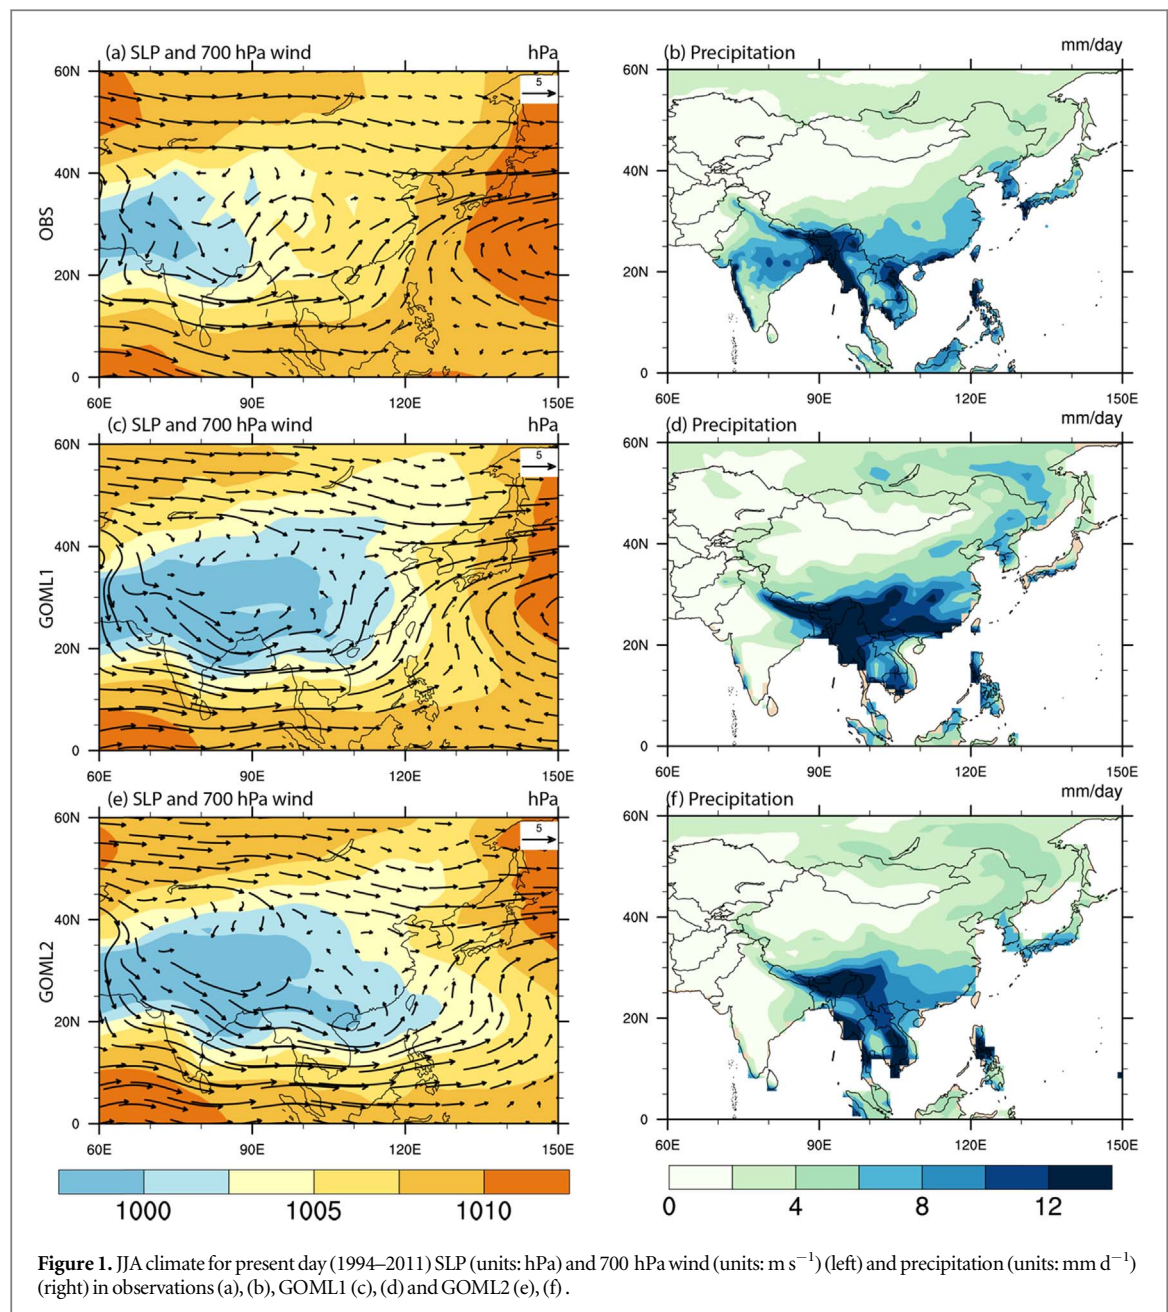 (a) SLP and 700 hPa wind hPa
(b) Precipitation mm/day
5
60N
40N
20N
0
OBS
60E 90E 120E 150E
60N
40N
20N
0
90E 120E 150E
(c) SLP and 700 hPa wind hPa
(d) Precipitation mm/day
5
60N
40N
20N
0
GOML1
60E 90E 120E 150E
60N
40N
20N
0
90E 120E 150E
(e) SLP and 700 hPa wind hPa
(f) Precipitation mm/day
5
60N
40N
20N
0
GOML2
60E 90E 120E 150E
60N
40N
20N
0
90E 120E 150E
1000 1005 1010
0 4 8 12
Figure 1. JJA climate for present day (1994–2011) SLP (units: hPa) and 700 hPa wind (units: m s−1) (left) and precipitation (units: mm d−1)
(right) in observations (a), (b), GOML1 (c), (d) and GOML2 (e), (f) .